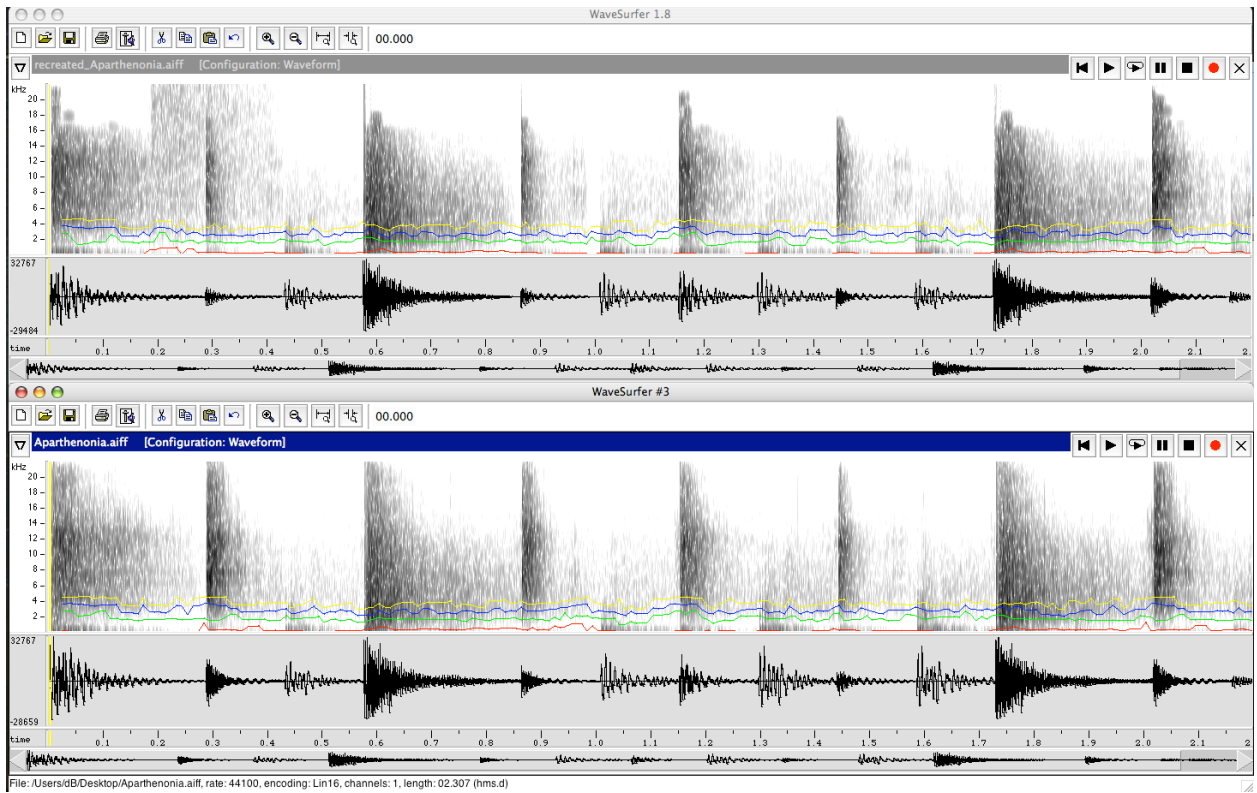 WaveSurfer 1.8
00.000
recreated_Aparthenonia.aiff [Configuration: Waveform]
kHz
20
18
16
14
12
10
8
6
4
2
32767
-29484
time 0.1 0.2 0.3 0.4 0.5 0.6 0.7 0.8 0.9 1.0 1.1 1.2 1.3 1.4 1.5 1.6 1.7 1.8 1.9 2.0 2.1 2.
WaveSurfer #3
00.000
Aparthenonia.aiff [Configuration: Waveform]
kHz
20
18
16
14
12
10
8
6
4
2
32767
-28659
time 0.1 0.2 0.3 0.4 0.5 0.6 0.7 0.8 0.9 1.0 1.1 1.2 1.3 1.4 1.5 1.6 1.7 1.8 1.9 2.0 2.1 2
File: /Users/dB/Desktop/Aparthenonia.aiff, rate: 44100, encoding: Lin16, channels: 1, length: 02.307 (hms.d)